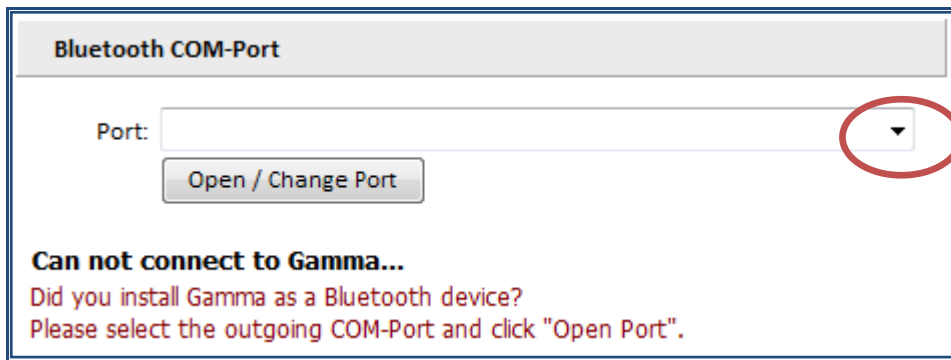 Bluetooth COM-Port
Port:
Open / Change Port
Can not connect to Gamma...
Did you install Gamma as a Bluetooth device?
Please select the outgoing COM-Port and click "Open Port".